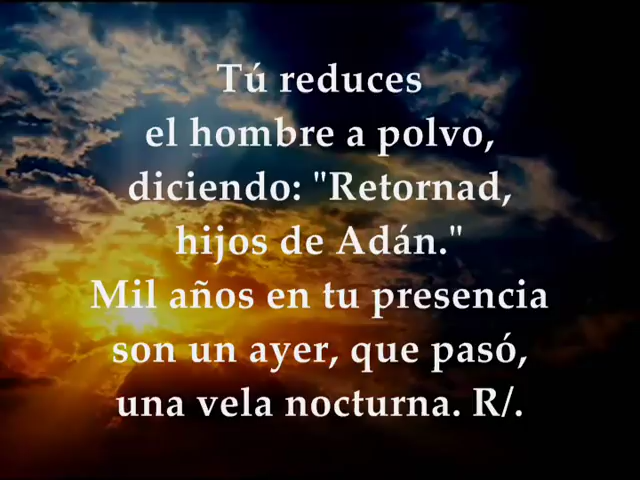 Tú reduces
el hombre a polvo,
diciendo: "Retornad,
hijos de Adán."
Mil años en tu presencia
son un ayer, que pasó,
una vela nocturna. R/.